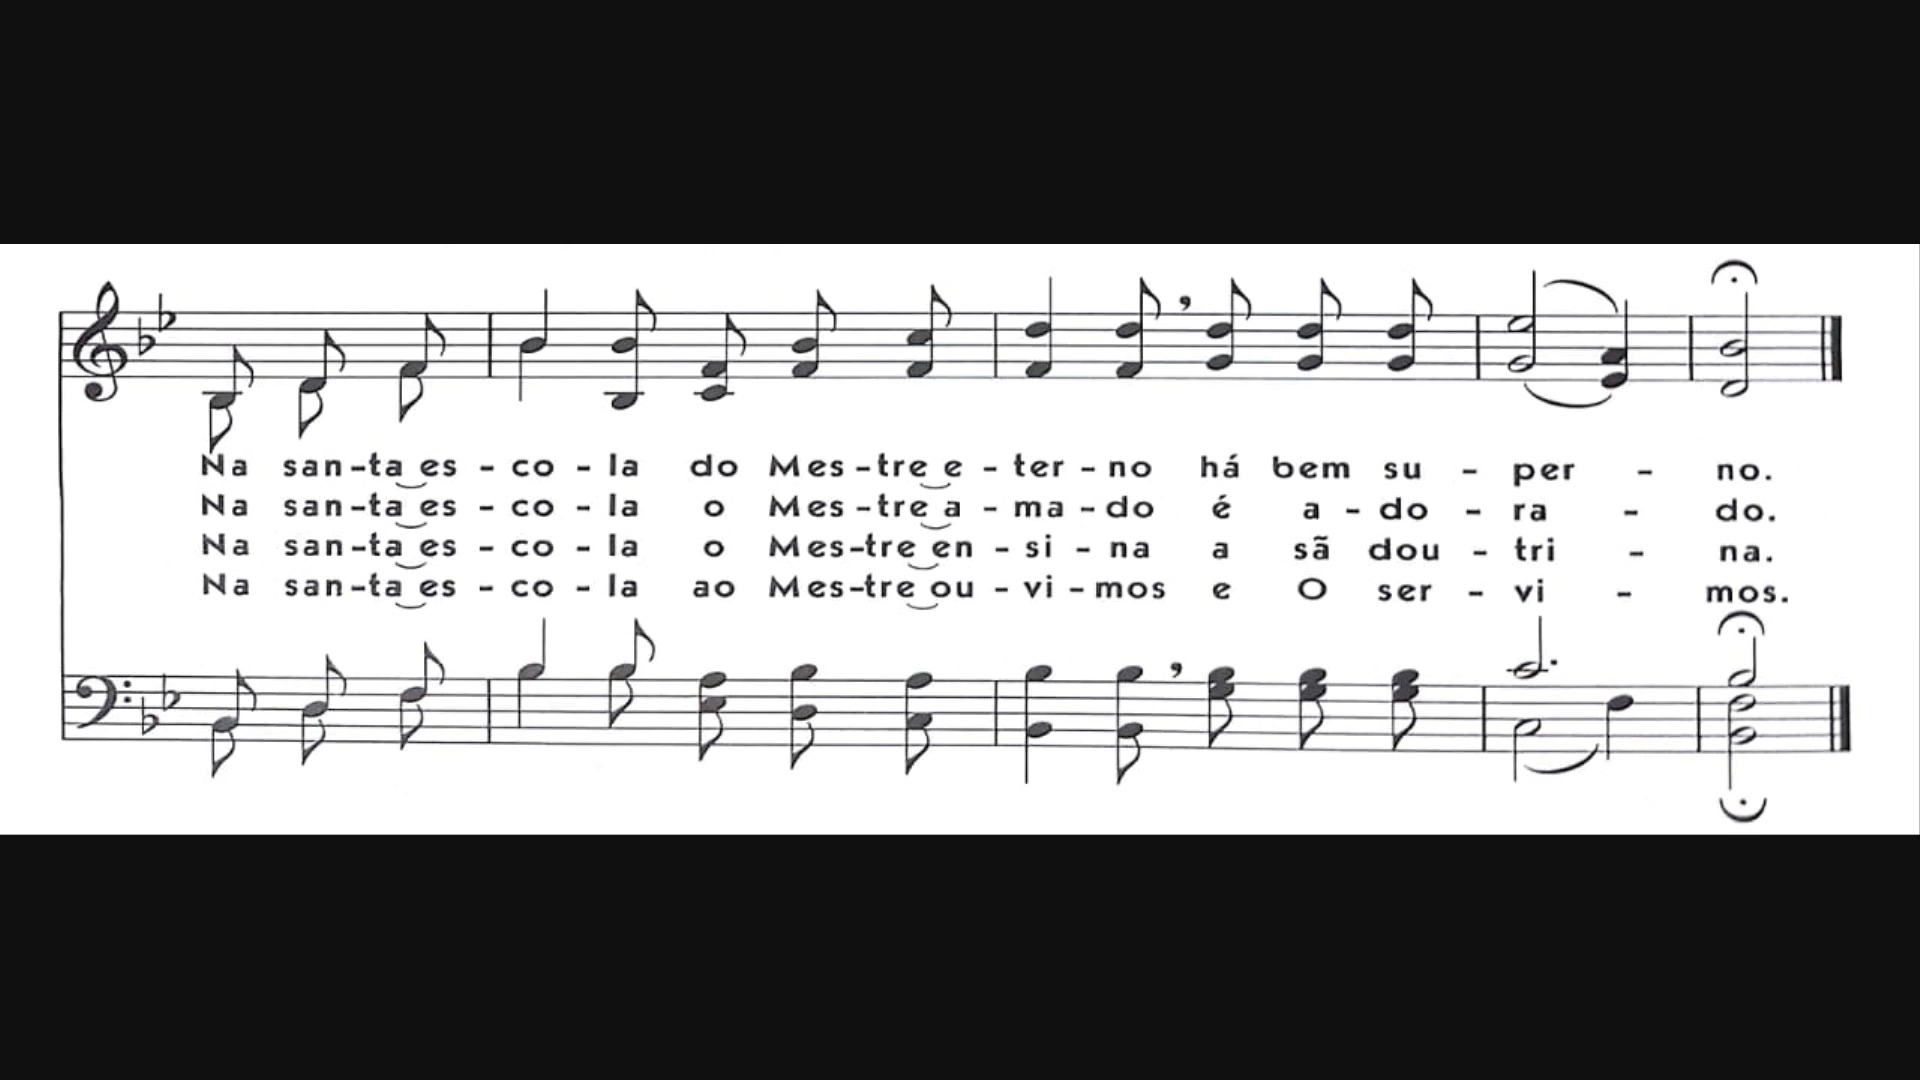 Na san-ta es - co - la do Mes-tre e - ter - no há bem su - per - no.
Na san-ta es - co - la o Mes-tre a - ma - do é a - do - ra - do.
Na san-ta es - co - la o Mes-tre en - si - na a sã dou - tri - na.
Na san-ta es - co - la ao Mes-tre ou - vi - mos e O ser - vi - mos.